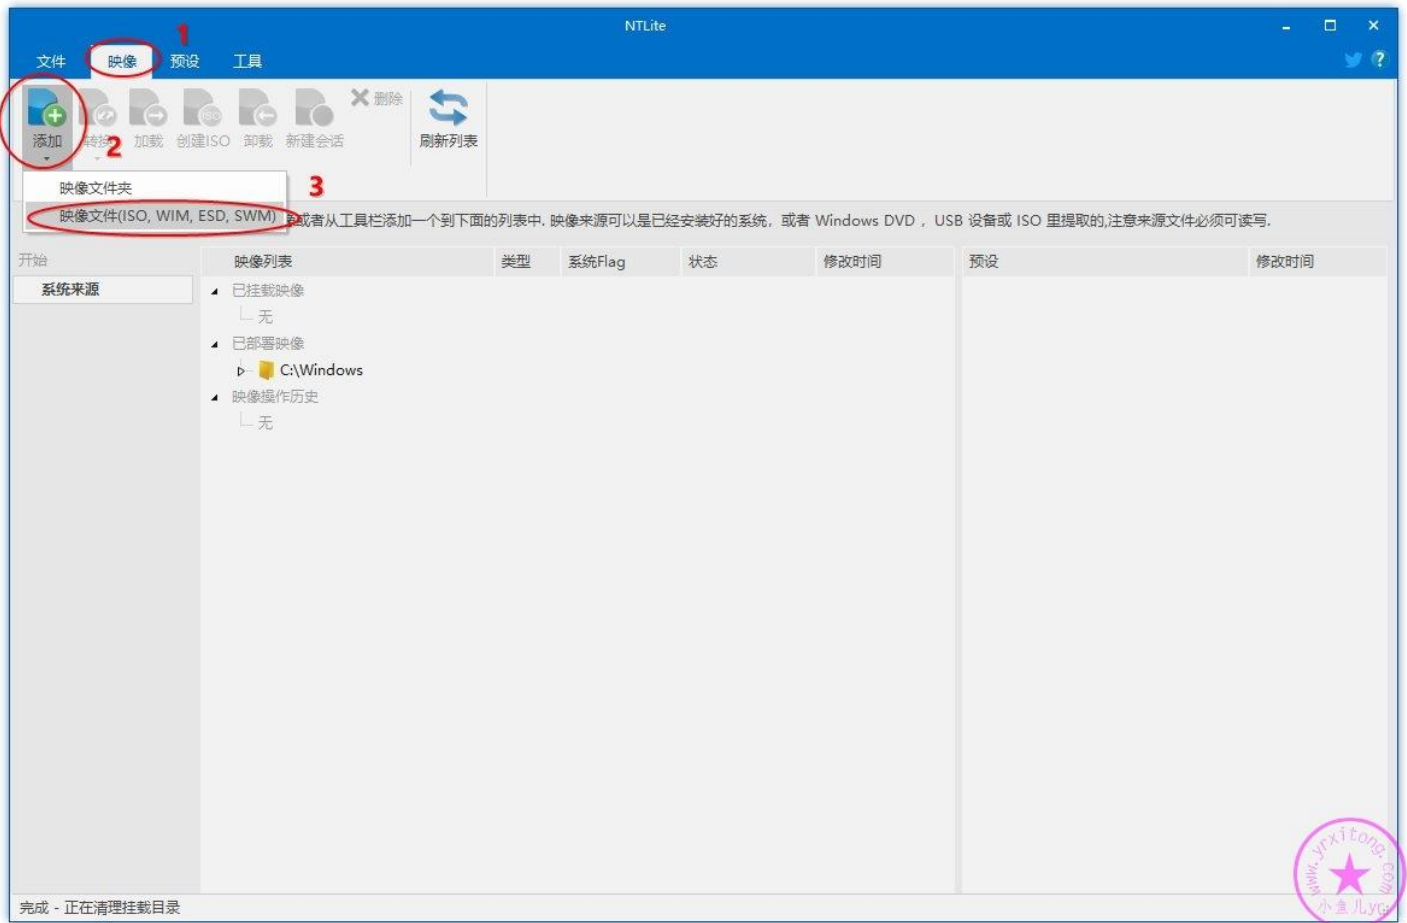 NTLite
1
文件 映像 预设 工具
添加 转换 加载 创建ISO 卸载 新建会话 删除 刷新列表
2
映像文件夹
3
映像文件(ISO, WIM, ESD, SWM)
或者从工具栏添加一个到下面的列表中. 映像来源可以是已经安装好的系统, 或者 Windows DVD , USB 设备或 ISO 里提取的,注意来源文件必须可读写.
开始 映像列表 类型 系统Flag 状态 修改时间 预设 修改时间
系统来源
已挂载映像
无
已部署映像
C:\Windows
映像操作历史
无
完成 - 正在清理挂载目录
www.yrxitong.com
小鱼儿yr